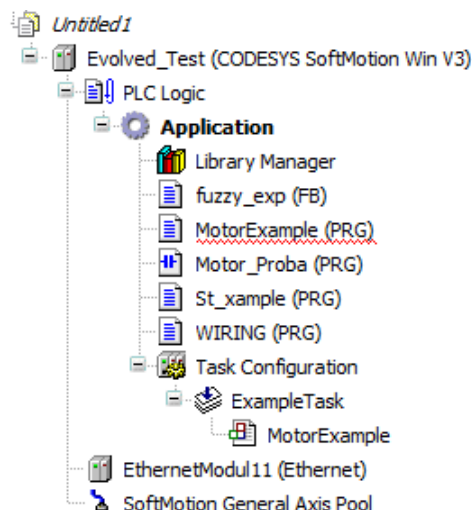 Untitled1
Evolved_Test (CODESYS SoftMotion Win V3)
PLC Logic
Application
Library Manager
fuzzy_exp (FB)
MotorExample (PRG)
Motor_Proba (PRG)
St_xample (PRG)
WIRING (PRG)
Task Configuration
ExampleTask
MotorExample
EthernetModul11 (Ethernet)
SoftMotion General Axis Pool